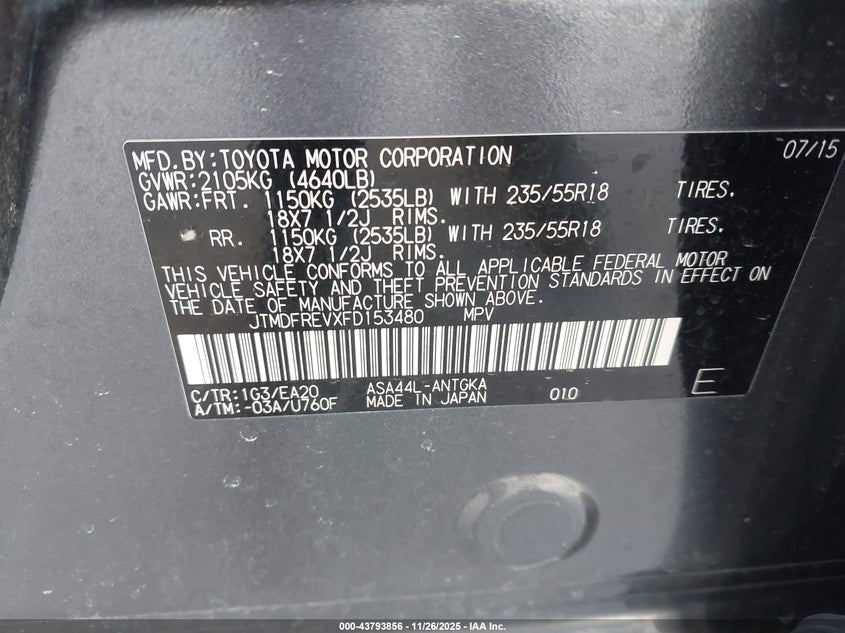 MFD.BY:TOYOTA MOTOR CORPORATION 07/15
GVWR:2105KG (4640LB)
GAWR:FRT. 1150KG (2535LB) WITH 235/55R18 TIRES.
18X7 1/2J RIMS.
RR. 1150KG (2535LB) WITH 235/55R18 TIRES.
18X7 1/2J RIMS.
THIS VEHICLE CONFORMS TO ALL APPLICABLE FEDERAL MOTOR
VEHICLE SAFETY AND THEFT PREVENTION STANDARDS IN EFFECT ON
THE DATE OF MANUFACTURE SHOWN ABOVE.
JTMDFREVXFD153480 MPV
C/TR:1G3/EA20 ASA44L-ANTGKA
A/TM:-03A/U760F MADE IN JAPAN 010 E
000-43793856 - 11/26/2025 - IAA Inc.